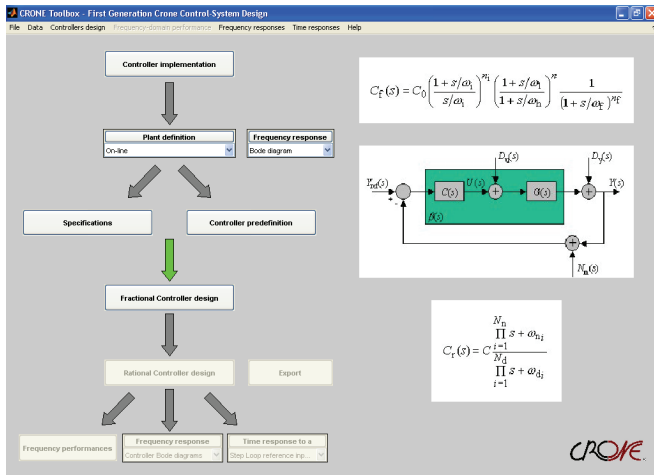 CRONE Toolbox - First Generation Crone Control-System Design
File Data Controllers design Frequency-domain performance Frequency responses Time responses Help
Controller implementation
Plant definition
On-line
Frequency response
Bode diagram
Specifications
Controller predefinition
Fractional Controller design
Rational Controller design
Export
Frequency performances
Frequency response
Controller Bode diagrams
Time response to a
Step Loop reference inp...
C_f(s) = C_0 ((1 + s/ω_i)/(s/ω_i))^{n_i} ((1 + s/ω_l)/(1 + s/ω_h))^n 1/(1 + s/ω_f)^{n_f}
D_u(s) D_y(s)
Y_ref(s) + - C(s) U(s) + G(s) + Y(s)
β(s)
+
N_m(s)
C_r(s) = C ∏_{i=1}^{N_n} s + ω_{n_i} / ∏_{i=1}^{N_d} s + ω_{d_i}
CRONE